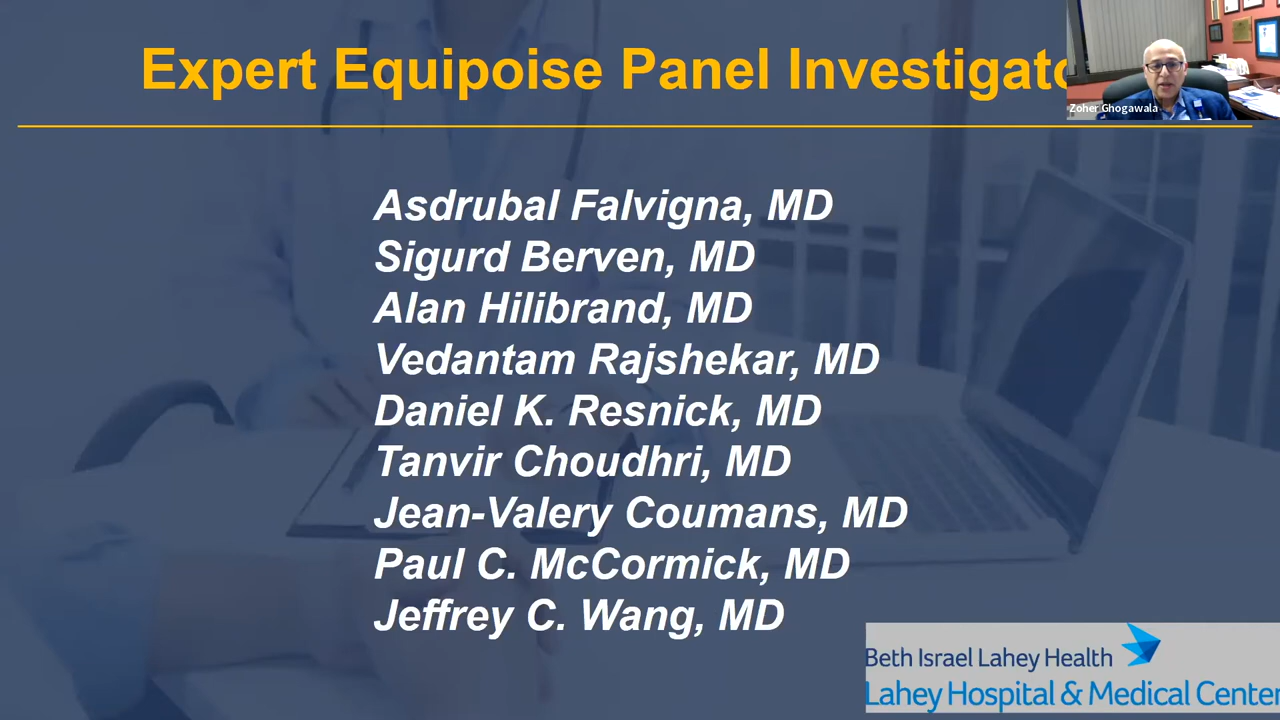 Expert Equipoise Panel Investigato
Zoher Ghogawala
Asdrubal Falvigna, MD
Sigurd Berven, MD
Alan Hilibrand, MD
Vedantam Rajshekar, MD
Daniel K. Resnick, MD
Tanvir Choudhri, MD
Jean-Valery Coumans, MD
Paul C. McCormick, MD
Jeffrey C. Wang, MD
Beth Israel Lahey Health
Lahey Hospital & Medical Center